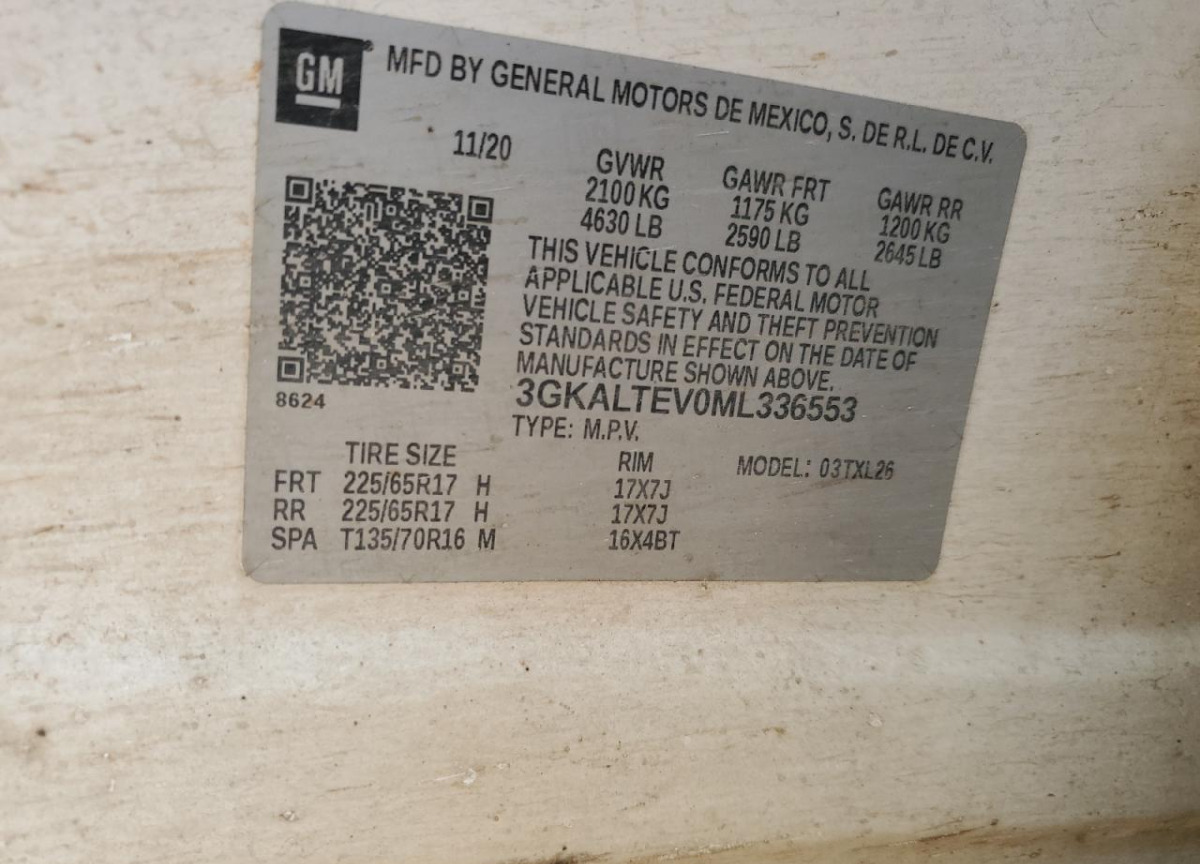 GM
MFD BY GENERAL MOTORS DE MEXICO, S. DE R.L. DE C.V.
11/20
GVWR GAWR FRT GAWR RR
2100 KG 1175 KG 1200 KG
4630 LB 2590 LB 2645 LB
THIS VEHICLE CONFORMS TO ALL
APPLICABLE U.S. FEDERAL MOTOR
VEHICLE SAFETY AND THEFT PREVENTION
STANDARDS IN EFFECT ON THE DATE OF
MANUFACTURE SHOWN ABOVE.
8624
3GKALTEV0ML336553
TYPE: M.P.V.
TIRE SIZE RIM MODEL: 03TXL26
FRT 225/65R17 H 17X7J
RR 225/65R17 H 17X7J
SPA T135/70R16 M 16X4BT